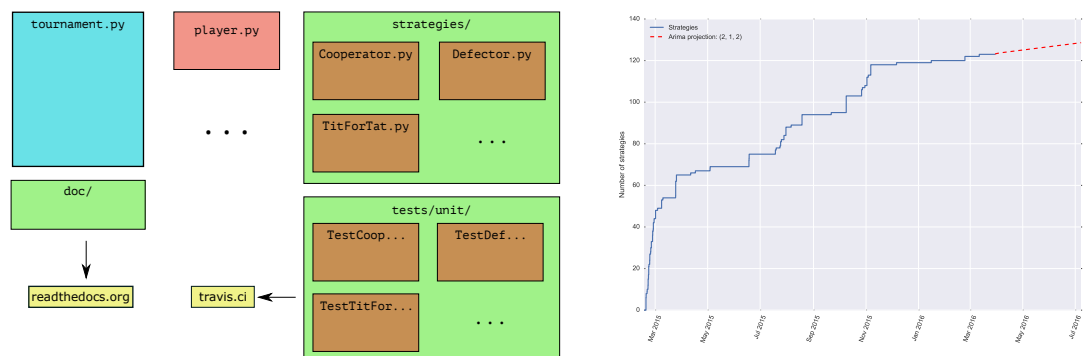 tournament.py
player.py
. . .
doc/
readthedocs.org
travis.ci
strategies/
Cooperator.py
Defector.py
TitForTat.py
. . .
tests/unit/
TestCoop...
TestDef...
TestTitFor...
. . .
Strategies
Arima projection: (2, 1, 2)
Number of strategies
140
120
100
80
60
40
20
0
Mar 2015
May 2015
Jul 2015
Sep 2015
Nov 2015
Jan 2016
Mar 2016
May 2016
Jul 2016